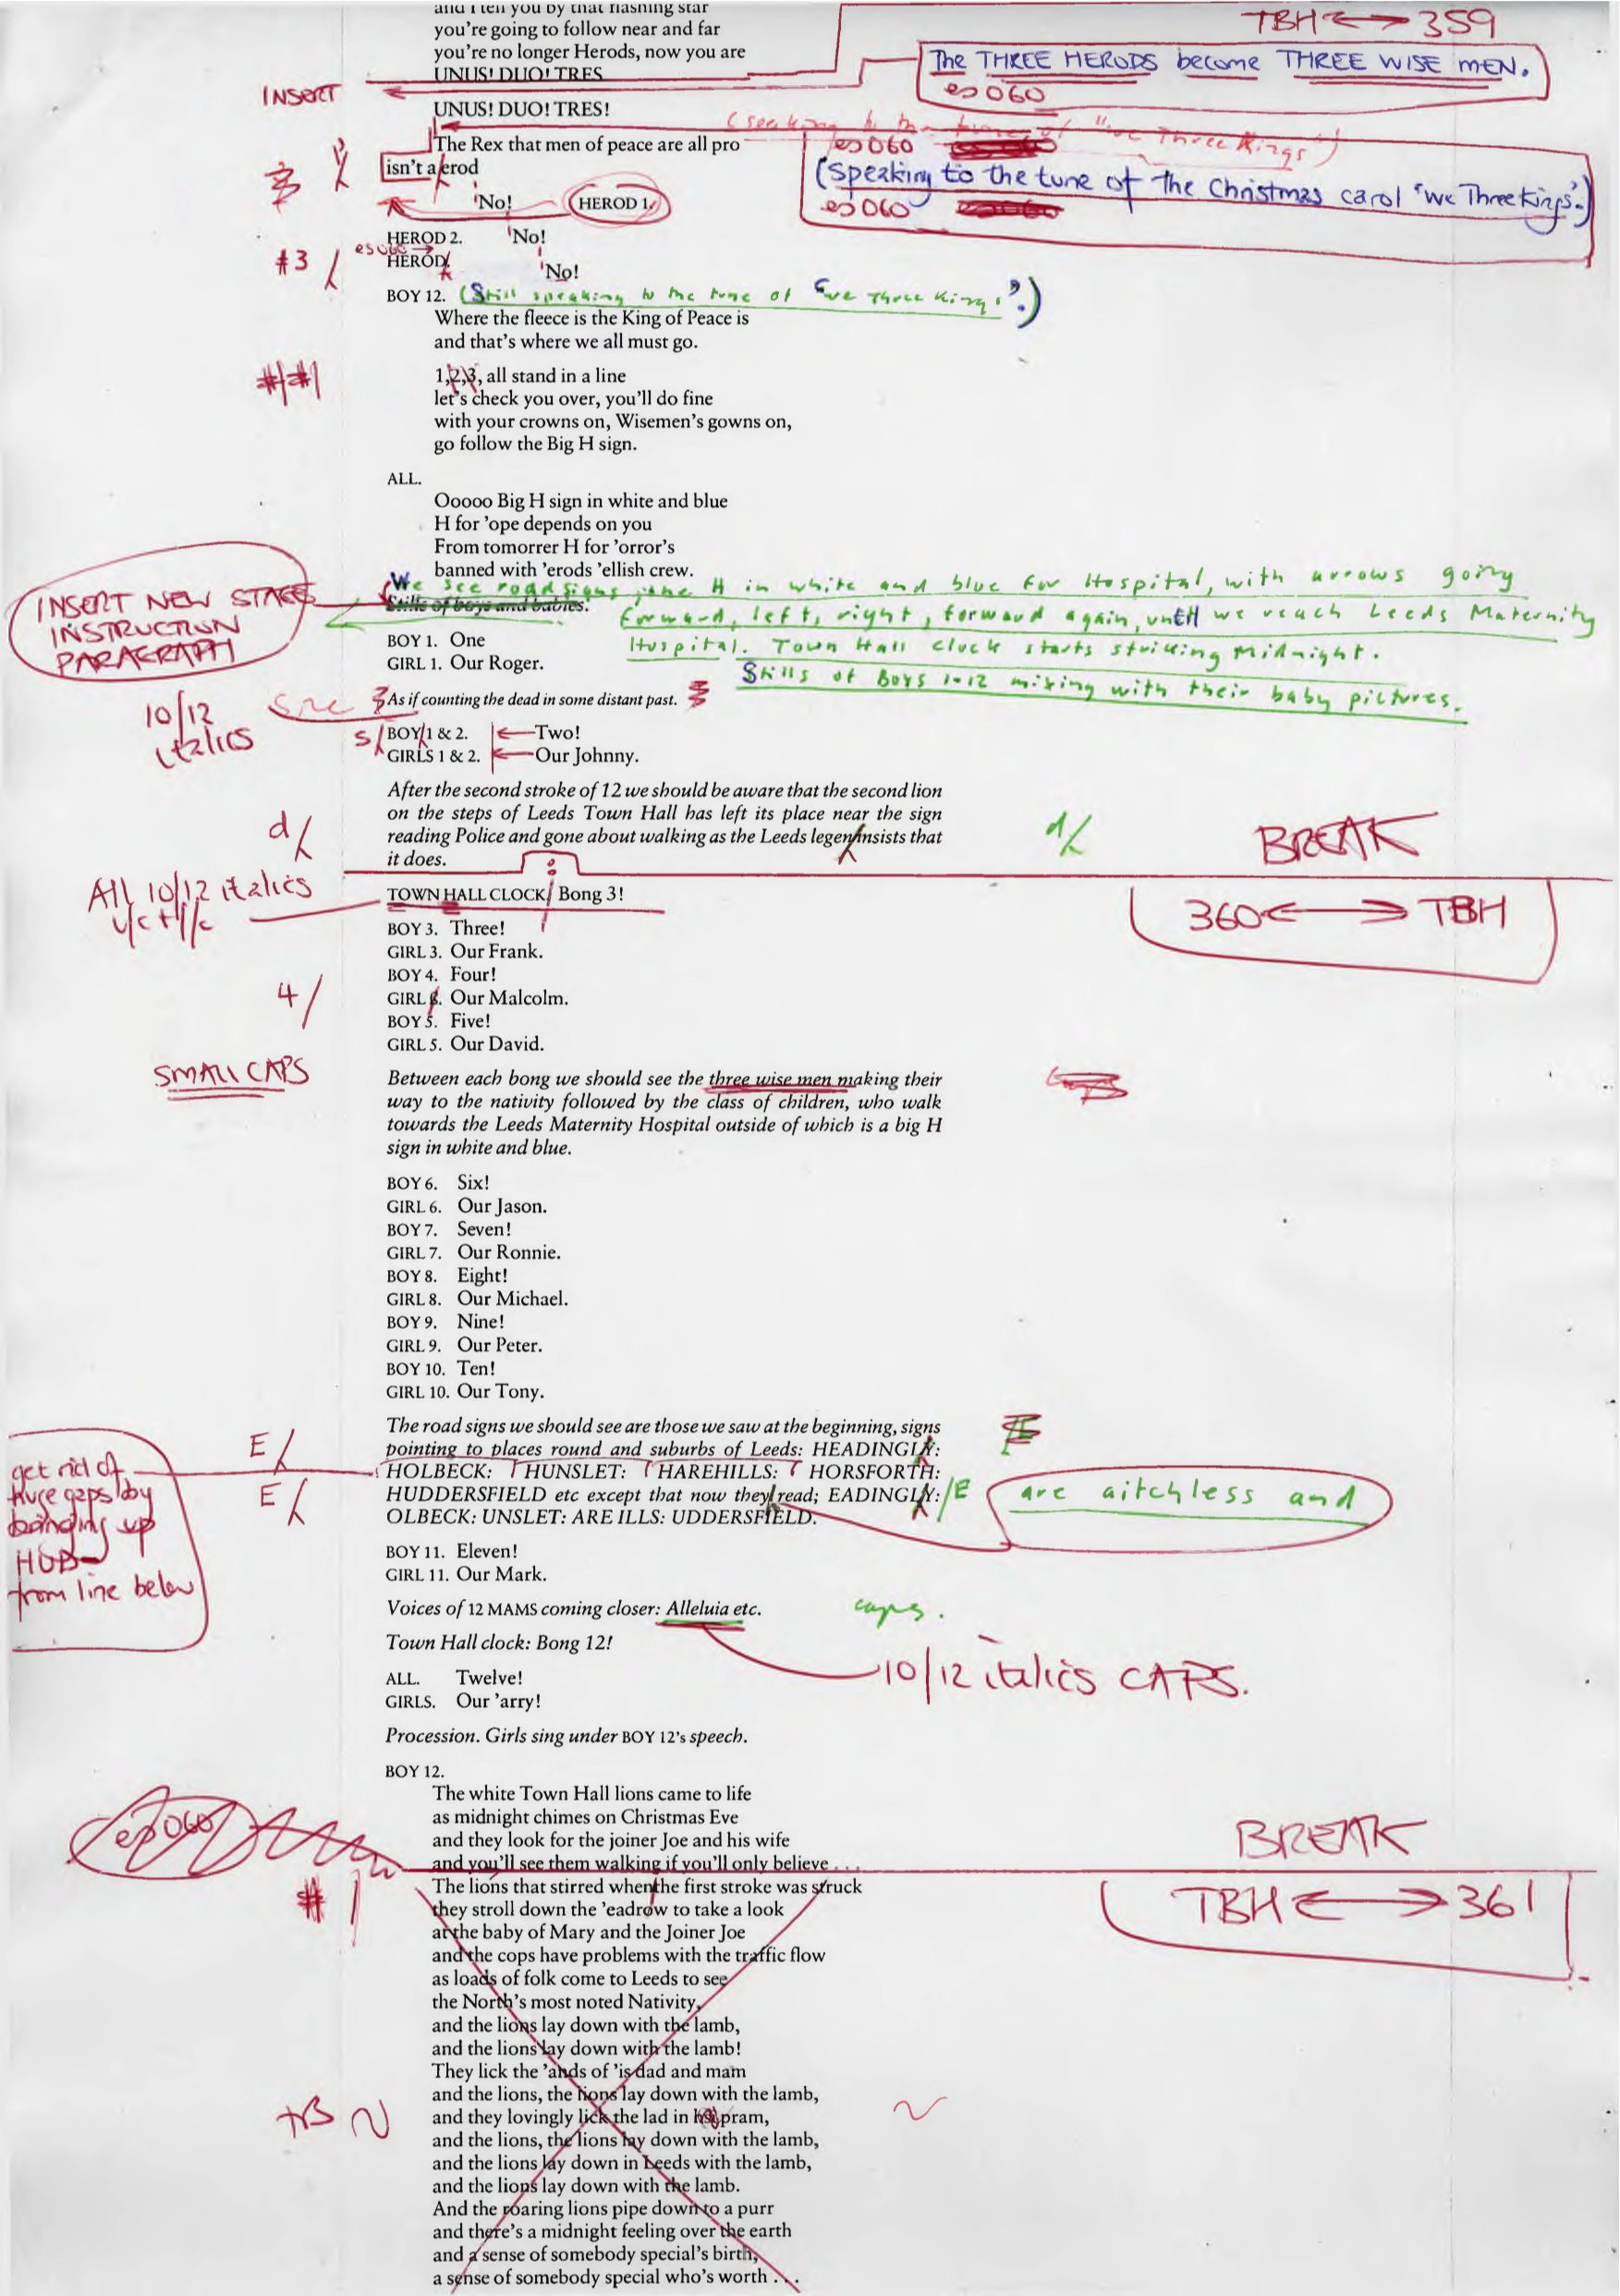 and I tell you by that flashing star
you're going to follow near and far
you're no longer Herods, now you are
UNUS! DUO! TRES
TBH ↔ 359
The THREE HERODS become THREE WISE MEN.
es 060
INSERT
UNUS! DUO! TRES!
(speaking to the tune of "We Three Kings")
The Rex that men of peace are all pro
es 060
isn't a erod
(Speaking to the tune of the Christmas carol 'We Three Kings'.)
es 060
'No!
HEROD 1.
HEROD 2. 'No!
es 060
#3
HEROD
'No!
BOY 12. (Still speaking to the tune of "We Three Kings".)
Where the fleece is the King of Peace is
and that's where we all must go.
#/#/
1,2,3, all stand in a line
let's check you over, you'll do fine
with your crowns on, Wisemen's gowns on,
go follow the Big H sign.
ALL.
Ooooo Big H sign in white and blue
H for 'ope depends on you
From tomorrer H for 'orror's
banned with 'erods 'ellish crew.
INSERT NEW STAGE
INSTRUCTION
PARAGRAPH
We see road signs H in white and blue for Hospital, with arrows going
Stills of boys and babies.
forward, left, right, forward again, until we reach Leeds Maternity
Hospital. Town Hall clock starts striking Midnight.
Stills of Boys 1-12 mixing with their baby pictures.
BOY 1. One
GIRL 1. Our Roger.
10/12
italics
As if counting the dead in some distant past.
s/
BOY 1 & 2. Two!
GIRLS 1 & 2. Our Johnny.
After the second stroke of 12 we should be aware that the second lion
on the steps of Leeds Town Hall has left its place near the sign
reading Police and gone about walking as the Leeds legen insists that
it does.
d/
d/
BREAK
All 10/12 italics
u/c + l/c
TOWN HALL CLOCK: Bong 3!
360 ↔ TBH
BOY 3. Three!
GIRL 3. Our Frank.
BOY 4. Four!
4/
GIRL 6. Our Malcolm.
BOY 5. Five!
GIRL 5. Our David.
SMALL CAPS
Between each bong we should see the three wise men making their
way to the nativity followed by the class of children, who walk
towards the Leeds Maternity Hospital outside of which is a big H
sign in white and blue.
BOY 6. Six!
GIRL 6. Our Jason.
BOY 7. Seven!
GIRL 7. Our Ronnie.
BOY 8. Eight!
GIRL 8. Our Michael.
BOY 9. Nine!
GIRL 9. Our Peter.
BOY 10. Ten!
GIRL 10. Our Tony.
The road signs we should see are those we saw at the beginning, signs
pointing to places round and suburbs of Leeds: HEADINGLY:
HOLBECK: HUNSLET: HAREHILLS: HORSFORTH:
HUDDERSFIELD etc except that now they read; EADINGLY:
OLBECK: UNSLET: ARE ILLS: UDDERSFIELD.
E/
E/
/E
are aitchless and
get rid of
huge gaps by
bringing up
HUD-
from line below
BOY 11. Eleven!
GIRL 11. Our Mark.
Voices of 12 MAMS coming closer: Alleluia etc.
caps.
Town Hall clock: Bong 12!
10/12 italics CAPS.
ALL. Twelve!
GIRLS. Our 'arry!
Procession. Girls sing under BOY 12's speech.
BOY 12.
The white Town Hall lions came to life
as midnight chimes on Christmas Eve
and they look for the joiner Joe and his wife
and you'll see them walking if you'll only believe . . .
BREAK
#/
TBH ↔ 361
The lions that stirred whenthe first stroke was struck
they stroll down the 'eadrow to take a look
at the baby of Mary and the Joiner Joe
and the cops have problems with the traffic flow
as loads of folk come to Leeds to see
the North's most noted Nativity,
and the lions lay down with the lamb,
and the lions lay down with the lamb!
They lick the 'ands of 'is dad and mam
and the lions, the lions lay down with the lamb,
and they lovingly lick the lad in pram,
and the lions, the lions lay down with the lamb,
and the lions lay down in Leeds with the lamb,
and the lions lay down with the lamb.
And the roaring lions pipe down to a purr
and there's a midnight feeling over the earth
and a sense of somebody special's birth,
a sense of somebody special who's worth . . .